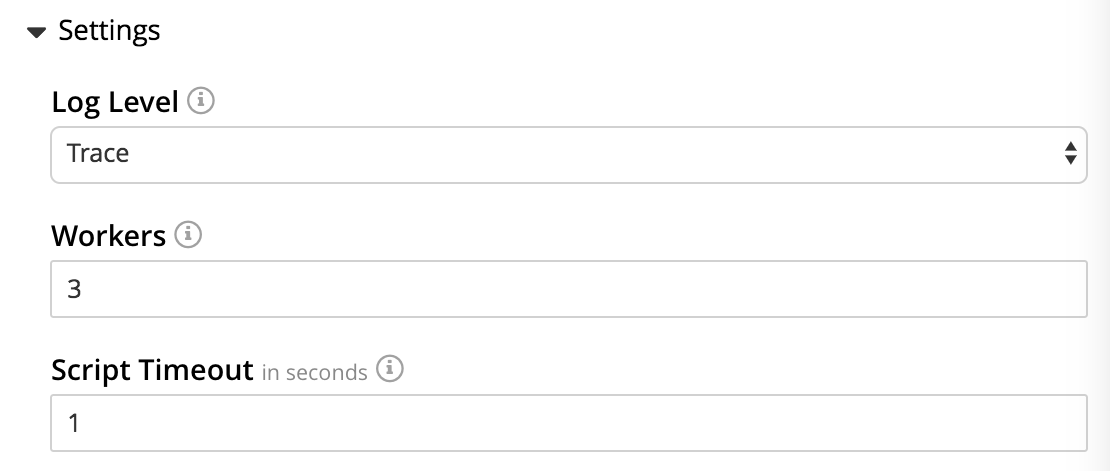 Settings
Log Level
Trace
Workers
3
Script Timeout in seconds
1